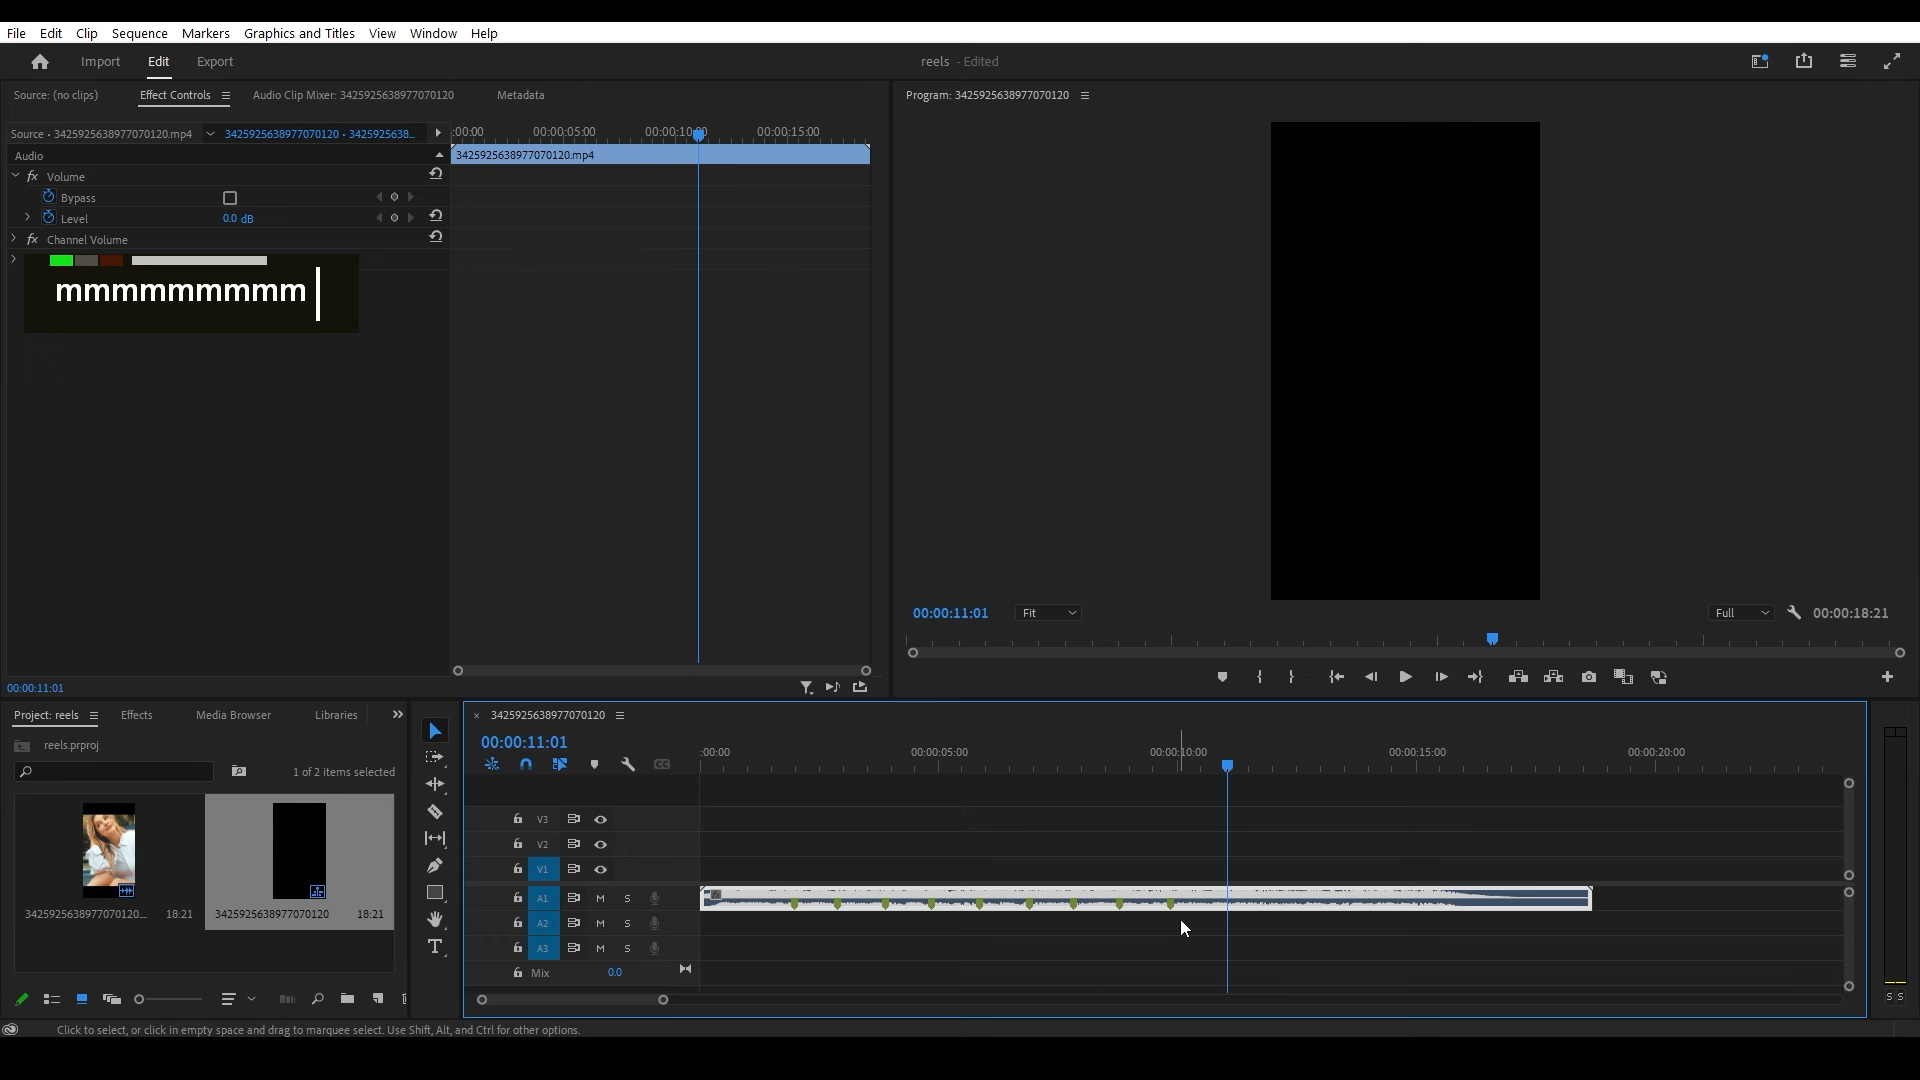 File Edit Clip Sequence Markers Graphics and Titles View Window Help
Import Edit Export reels - Edited
Source: (no clips) Effect Controls Audio Clip Mixer: 3425925638977070120 Metadata
Program: 3425925638977070120
Source • 3425925638977070120.mp4 3425925638977070120 • 3425925638...
:00:00 00:00:05:00 00:00:10:00 00:00:15:00
Audio
3425925638977070120.mp4
fx Volume
Bypass
Level 0.0 dB
fx Channel Volume
mmmmmmmmm
00:00:11:01 Fit Full 00:00:18:21
00:00:11:01
Project: reels Effects Media Browser Libraries
reels.prproj
1 of 2 items selected
3425925638977070120... 18:21
3425925638977070120 18:21
3425925638977070120
00:00:11:01
:00:00 00:00:05:00 00:00:10:00 00:00:15:00 00:00:20:00
CC
V3
V2
V1
A1 M S
A2 M S
A3 M S
Mix 0.0
S S
Click to select, or click in empty space and drag to marquee select. Use Shift, Alt, and Ctrl for other options.